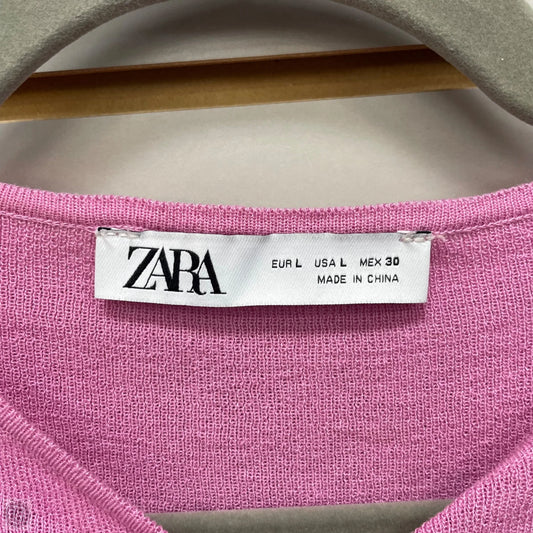 ZARA
EUR L USA L MEX 30
MADE IN CHINA